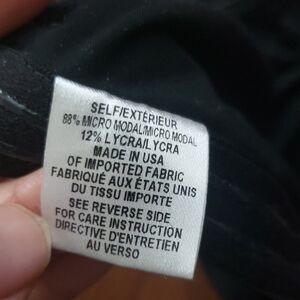 SELF/EXTÉRIEUR
88% MICRO MODAL/MICRO MODAL
12% LYCRA/LYCRA
MADE IN USA
OF IMPORTED FABRIC
FABRIQUÉ AUX ÉTATS UNIS
DU TISSU IMPORTE
SEE REVERSE SIDE
FOR CARE INSTRUCTION
DIRECTIVE D'ENTRETIEN
AU VERSO